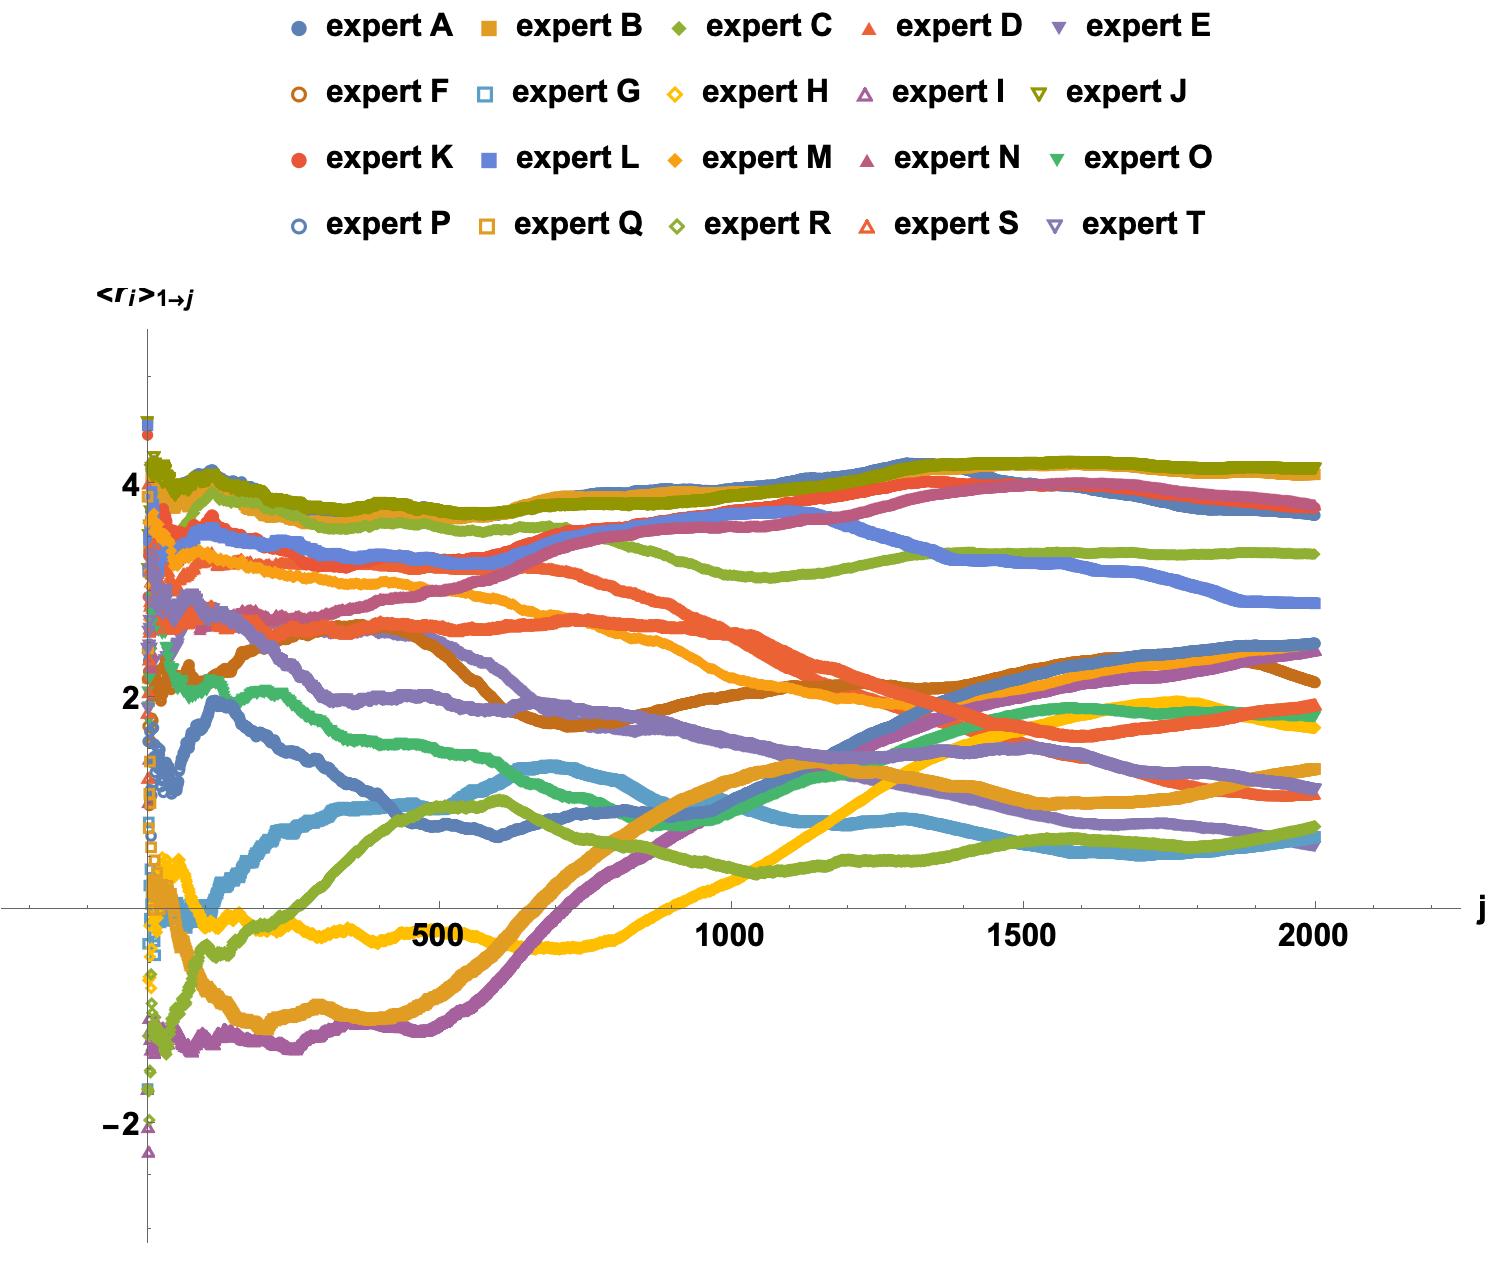 expert A expert B expert C expert D expert E
expert F expert G expert H expert I expert J
expert K expert L expert M expert N expert O
expert P expert Q expert R expert S expert T
<rᵢ>₁→ⱼ
4
2
500 1000 1500 2000 j
−2